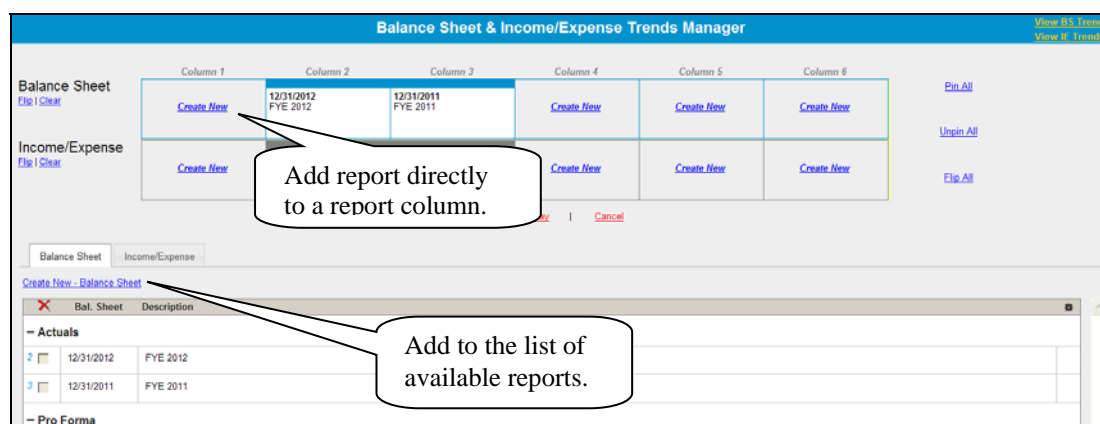 Balance Sheet & Income/Expense Trends Manager
View BS Trend
View IE Trend
Column 1 Column 2 Column 3 Column 4 Column 5 Column 6
Balance Sheet
Flip | Clear
Create New
12/31/2012
FYE 2012
12/31/2011
FYE 2011
Create New Create New Create New
Pin All
Unpin All
Flip All
Income/Expense
Flip | Clear
Create New
Create New Create New Create New
Add report directly
to a report column.
| Cancel
Balance Sheet Income/Expense
Create New - Balance Sheet
Bal. Sheet Description
– Actuals
2 12/31/2012 FYE 2012
3 12/31/2011 FYE 2011
– Pro Forma
Add to the list of
available reports.